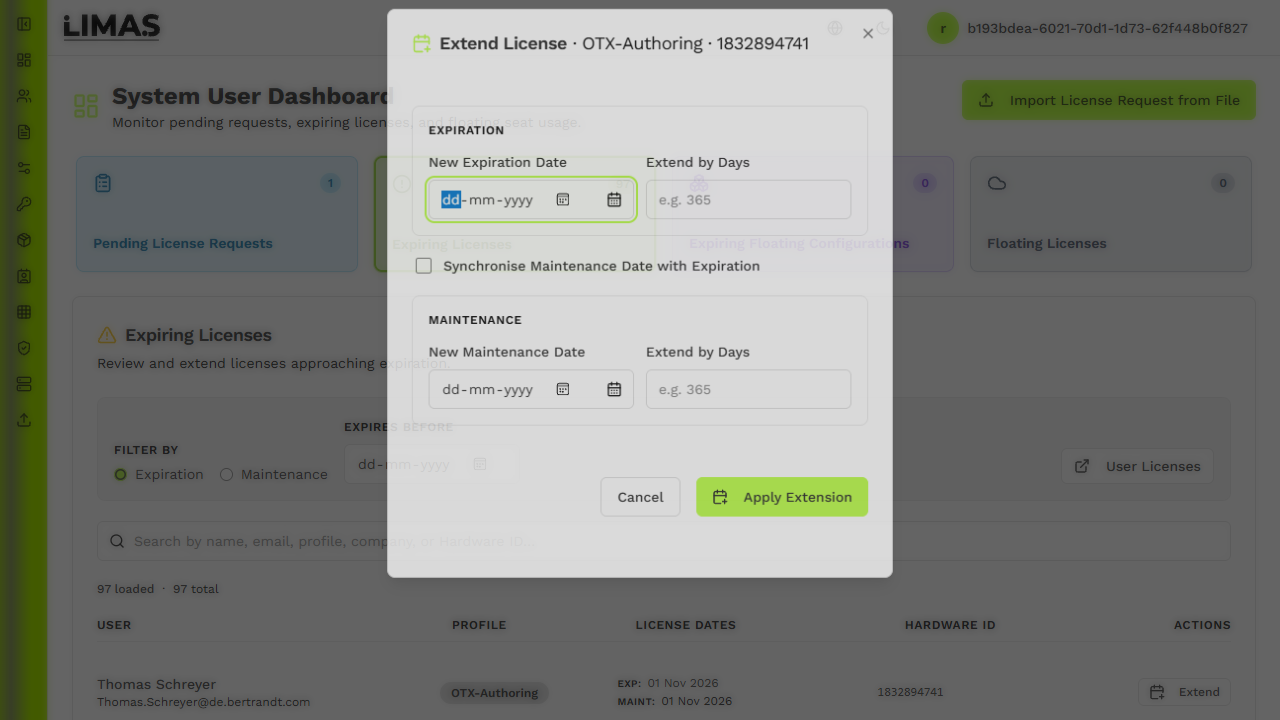 LIMAS
r b193bdea-6021-70d1-1d73-62f448b0f827
Extend License · OTX-Authoring · 1832894741
System User Dashboard
Monitor pending requests, expiring licenses, and floating seat usage.
Import License Request from File
EXPIRATION
New Expiration Date Extend by Days
dd-mm-yyyy e.g. 365
1 0 0
Pending License Requests Expiring Licenses Expiring Floating Configurations Floating Licenses
Synchronise Maintenance Date with Expiration
MAINTENANCE
New Maintenance Date Extend by Days
dd-mm-yyyy e.g. 365
Cancel Apply Extension
Expiring Licenses
Review and extend licenses approaching expiration.
FILTER BY
Expiration Maintenance
EXPIRES BEFORE
dd-mm-yyyy
User Licenses
Search by name, email, profile, company, or Hardware ID...
97 loaded · 97 total
USER PROFILE LICENSE DATES HARDWARE ID ACTIONS
Thomas Schreyer
Thomas.Schreyer@de.bertrandt.com
OTX-Authoring
EXP: 01 Nov 2026
MAINT: 01 Nov 2026
1832894741
Extend